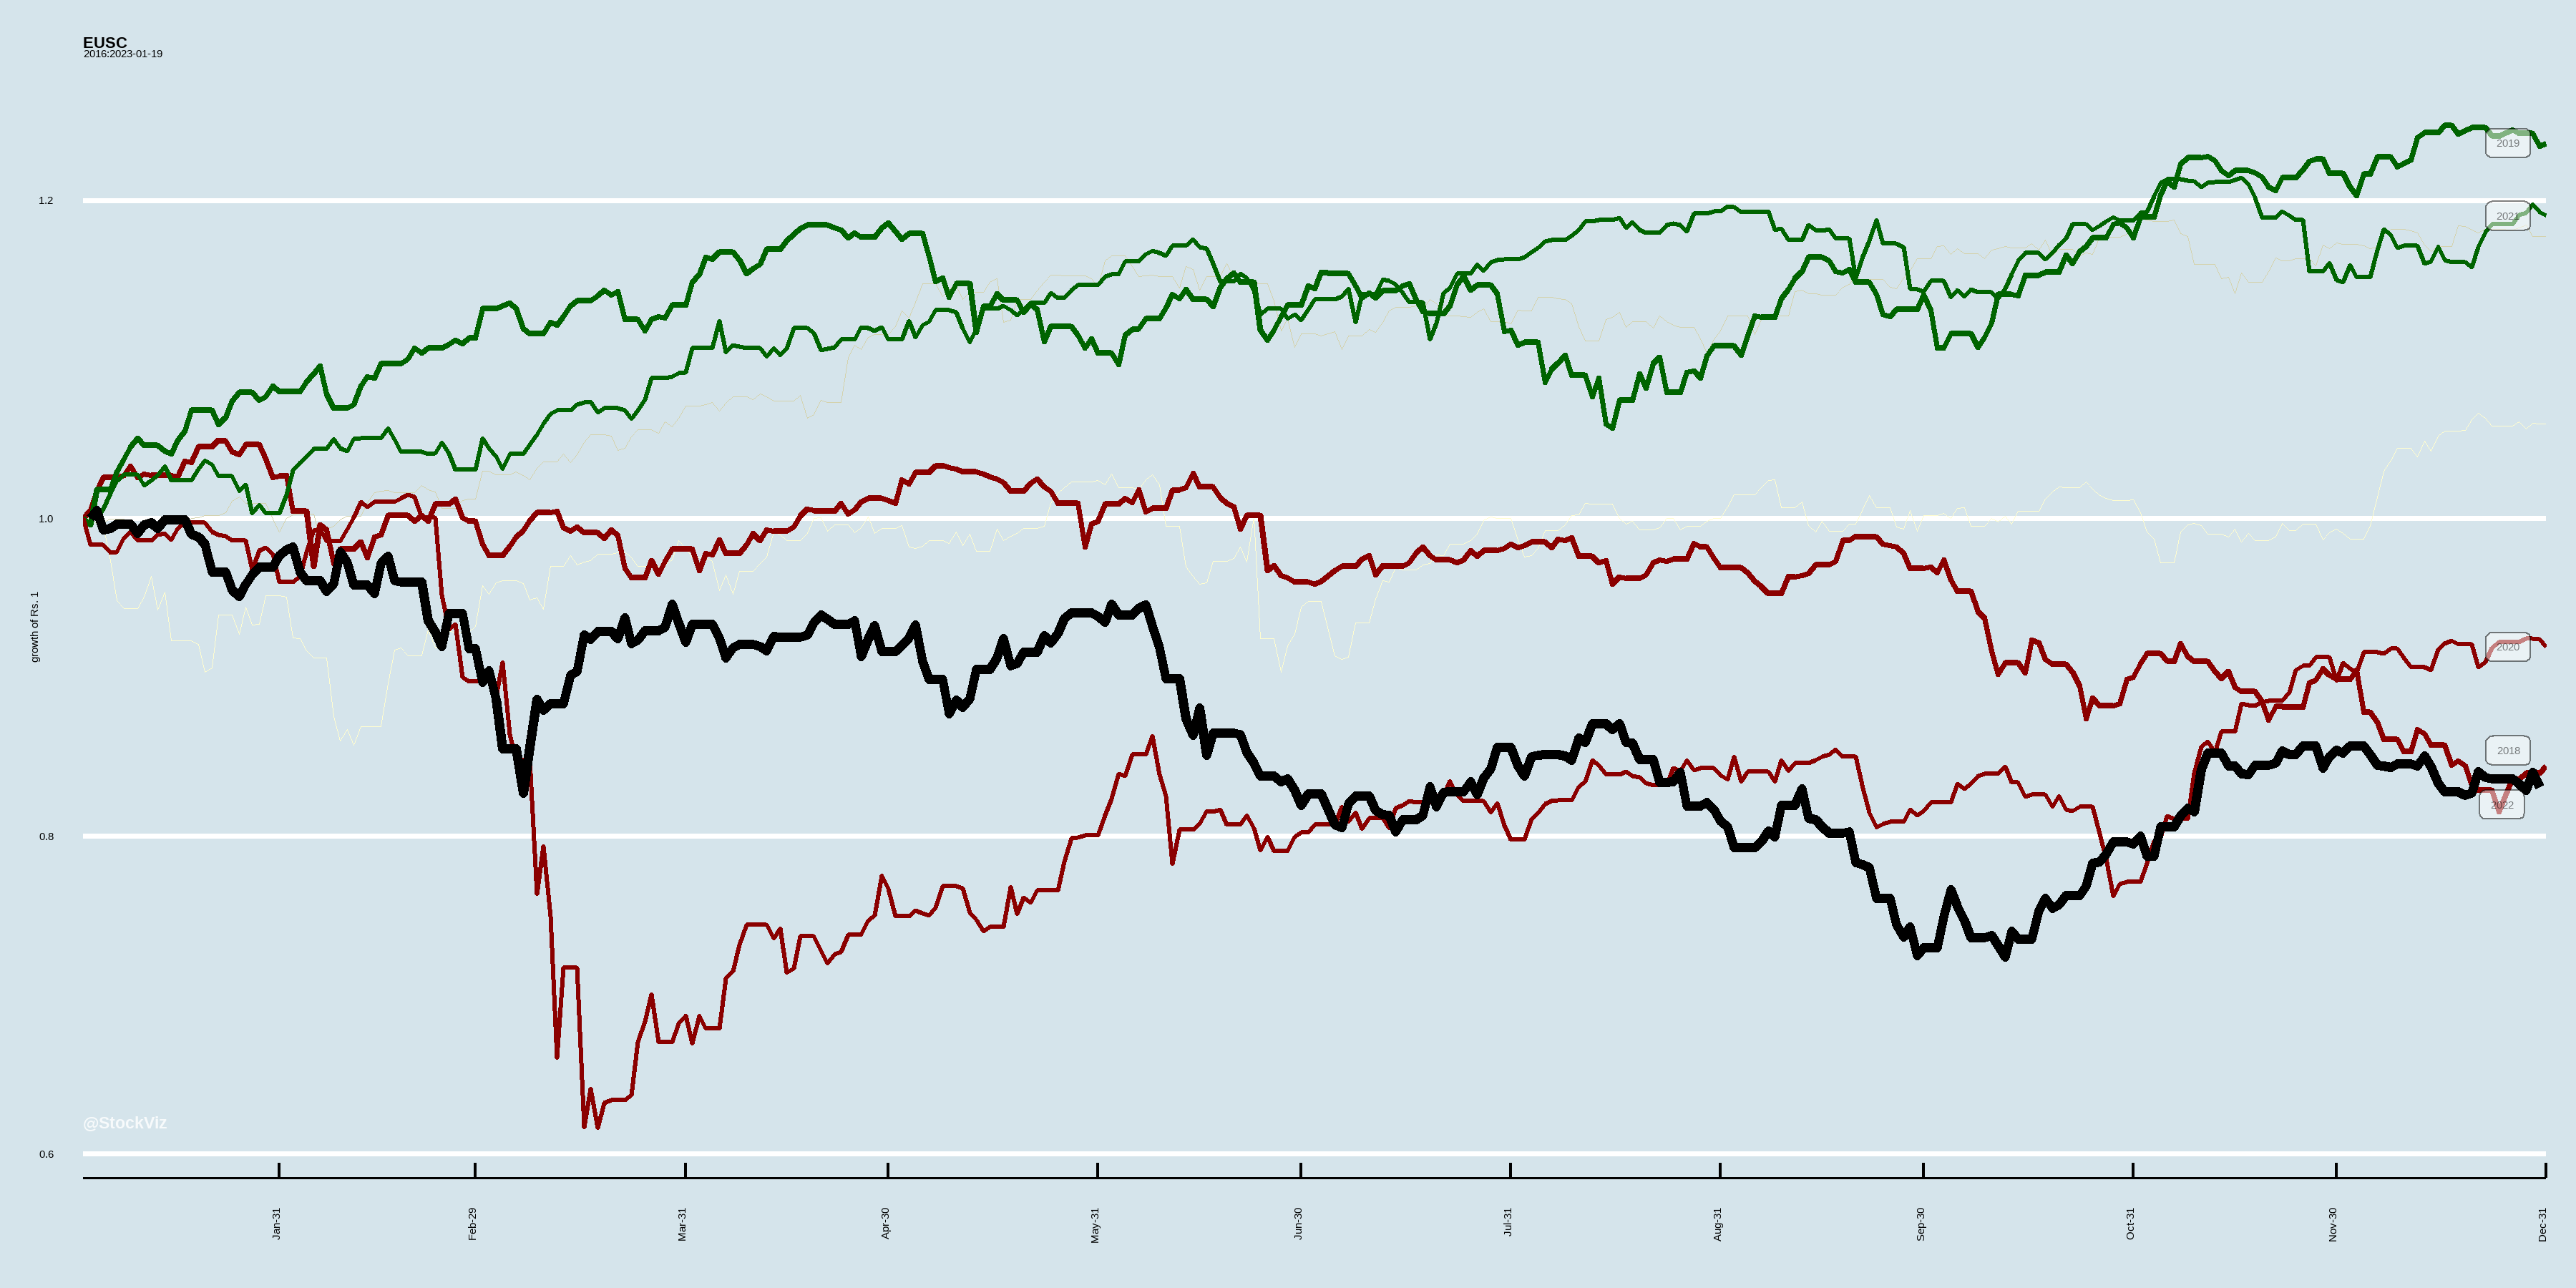 EUSC
2016:2023-01-19
2019
1.2
2021
1.0
growth of Rs. 1
2020
2018
2022
0.8
@StockViz
0.6
Jan-31
Feb-29
Mar-31
Apr-30
May-31
Jun-30
Jul-31
Aug-31
Sep-30
Oct-31
Nov-30
Dec-31